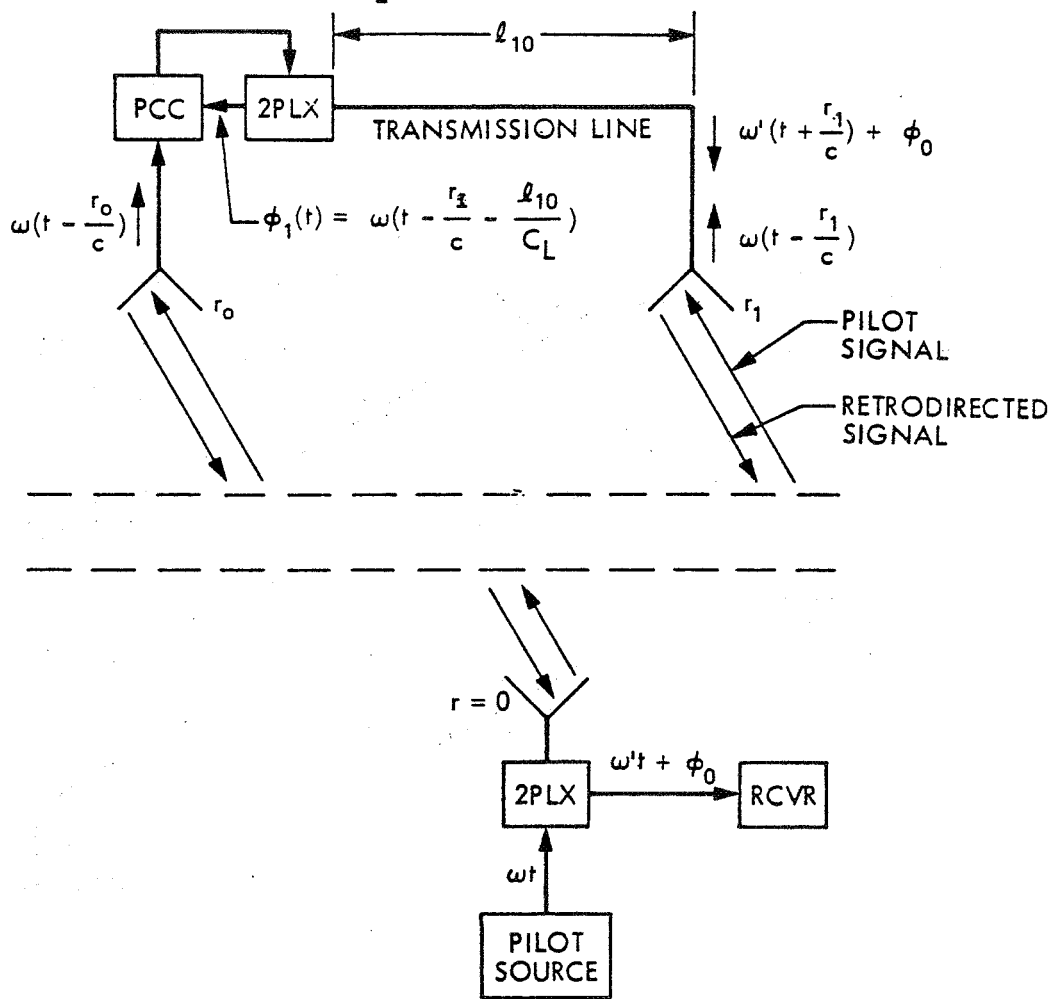 ℓ₁₀
PCC
2PLX
TRANSMISSION LINE
ω'(t + r₁/c) + ϕ₀
ω(t - r₀/c)
ϕ₁(t) = ω(t - r₁/c - ℓ₁₀/C_L)
ω(t - r₁/c)
r₀
r₁
PILOT
SIGNAL
RETRODIRECTED
SIGNAL
r = 0
2PLX
ω't + ϕ₀
RCVR
ωt
PILOT
SOURCE